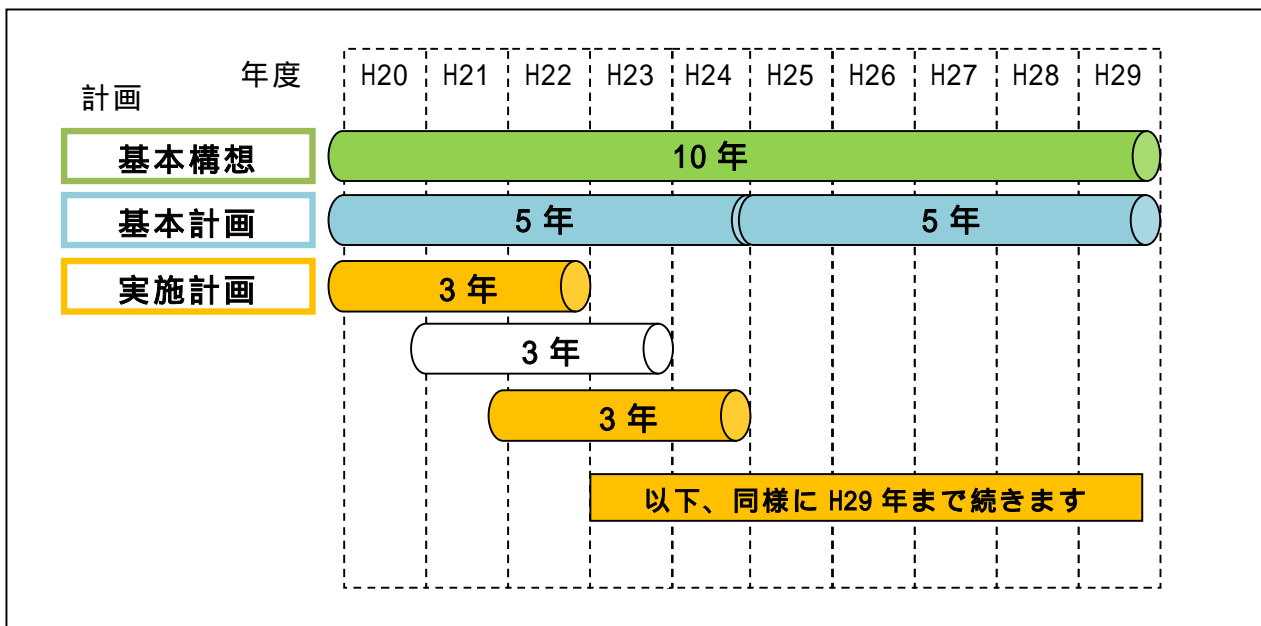 年度
計画
H20 H21 H22 H23 H24 H25 H26 H27 H28 H29
基本構想 10 年
基本計画 5 年 5 年
実施計画 3 年
3 年
3 年
以下、同様に H29 年まで続きます